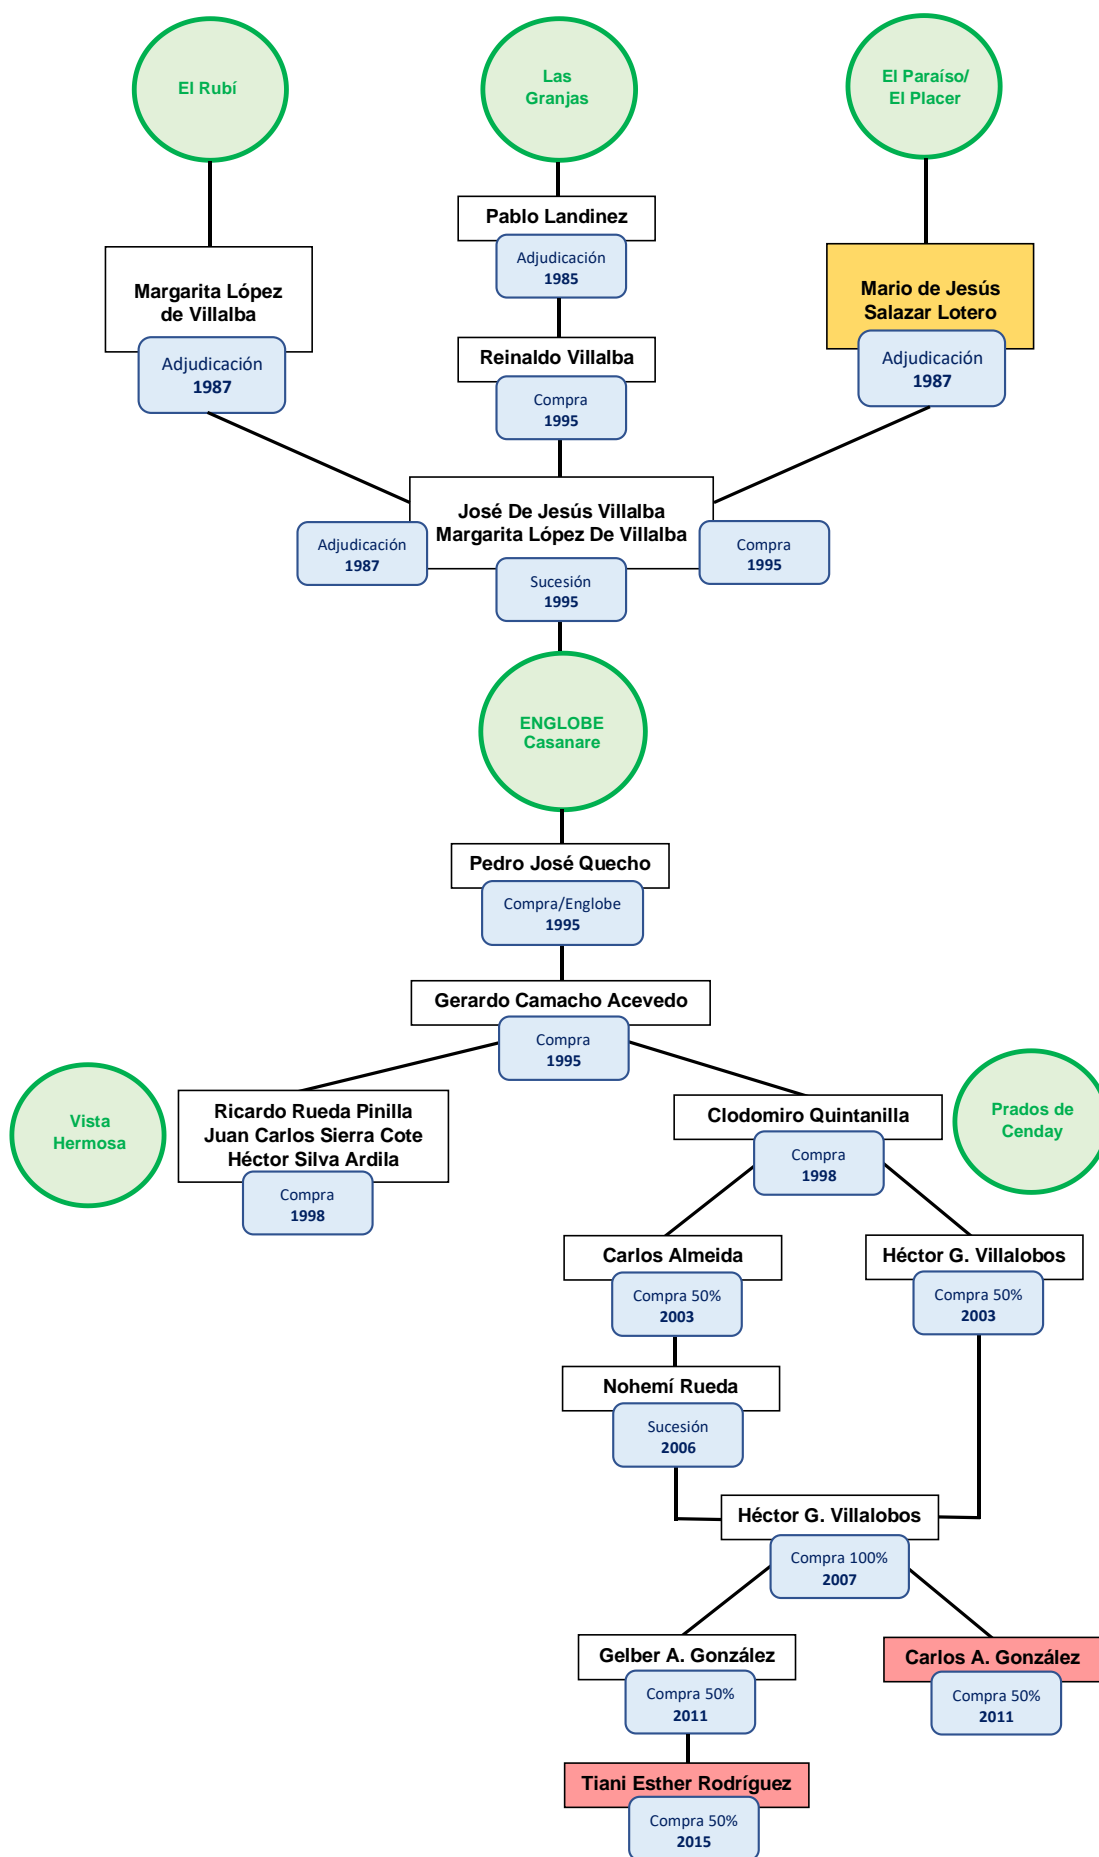 El Rubí
Las
Granjas
El Paraíso/
El Placer
Pablo Landinez
Adjudicación
1985
Margarita López
de Villalba
Adjudicación
1987
Reinaldo Villalba
Compra
1995
Mario de Jesús
Salazar Lotero
Adjudicación
1987
José De Jesús Villalba
Margarita López De Villalba
Adjudicación
1987
Sucesión
1995
Compra
1995
ENGLOBE
Casanare
Pedro José Quecho
Compra/Englobe
1995
Gerardo Camacho Acevedo
Compra
1995
Vista
Hermosa
Ricardo Rueda Pinilla
Juan Carlos Sierra Cote
Héctor Silva Ardila
Compra
1998
Clodomiro Quintanilla
Compra
1998
Prados de
Cenday
Carlos Almeida
Compra 50%
2003
Héctor G. Villalobos
Compra 50%
2003
Nohemí Rueda
Sucesión
2006
Héctor G. Villalobos
Compra 100%
2007
Gelber A. González
Compra 50%
2011
Carlos A. González
Compra 50%
2011
Tiani Esther Rodríguez
Compra 50%
2015